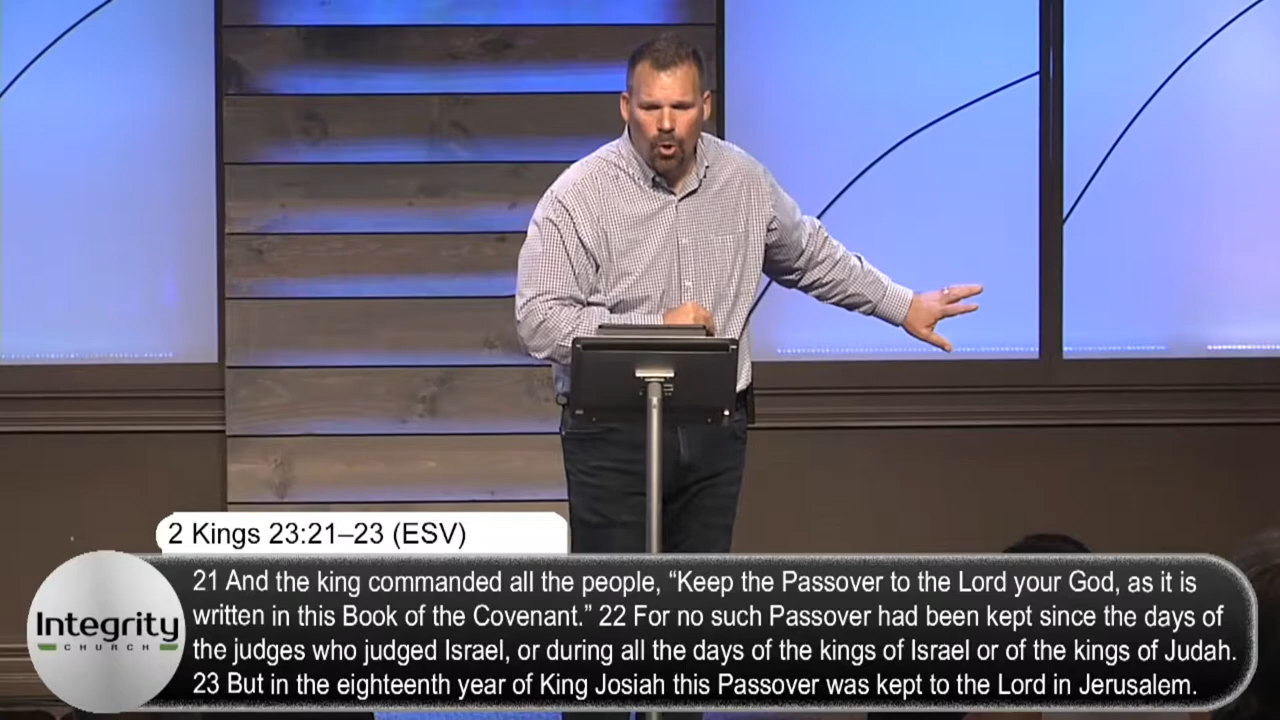 2 Kings 23:21–23 (ESV)
21 And the king commanded all the people, “Keep the Passover to the Lord your God, as it is
written in this Book of the Covenant.” 22 For no such Passover had been kept since the days of
the judges who judged Israel, or during all the days of the kings of Israel or of the kings of Judah.
23 But in the eighteenth year of King Josiah this Passover was kept to the Lord in Jerusalem.
Integrity
CHURCH